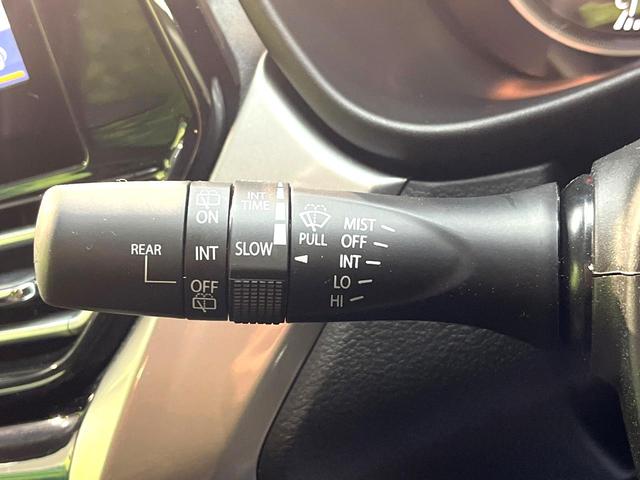 REAR
ON
INT
OFF
INT
TIME
SLOW
PULL
MIST
OFF
INT
LO
HI